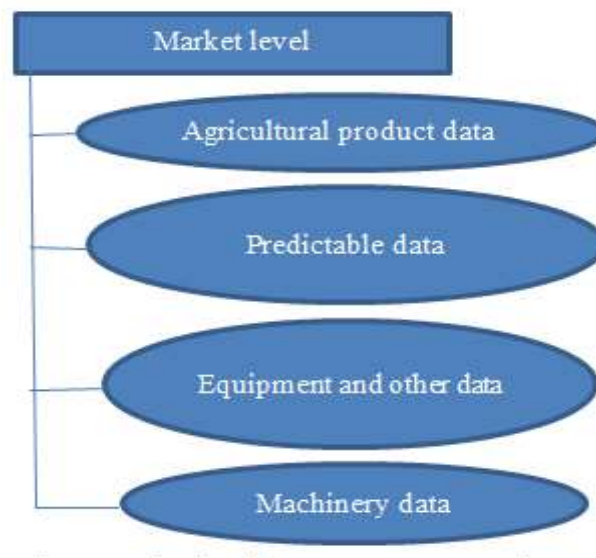 Market level
Agricultural product data
Predictable data
Equipment and other data
Machinery data